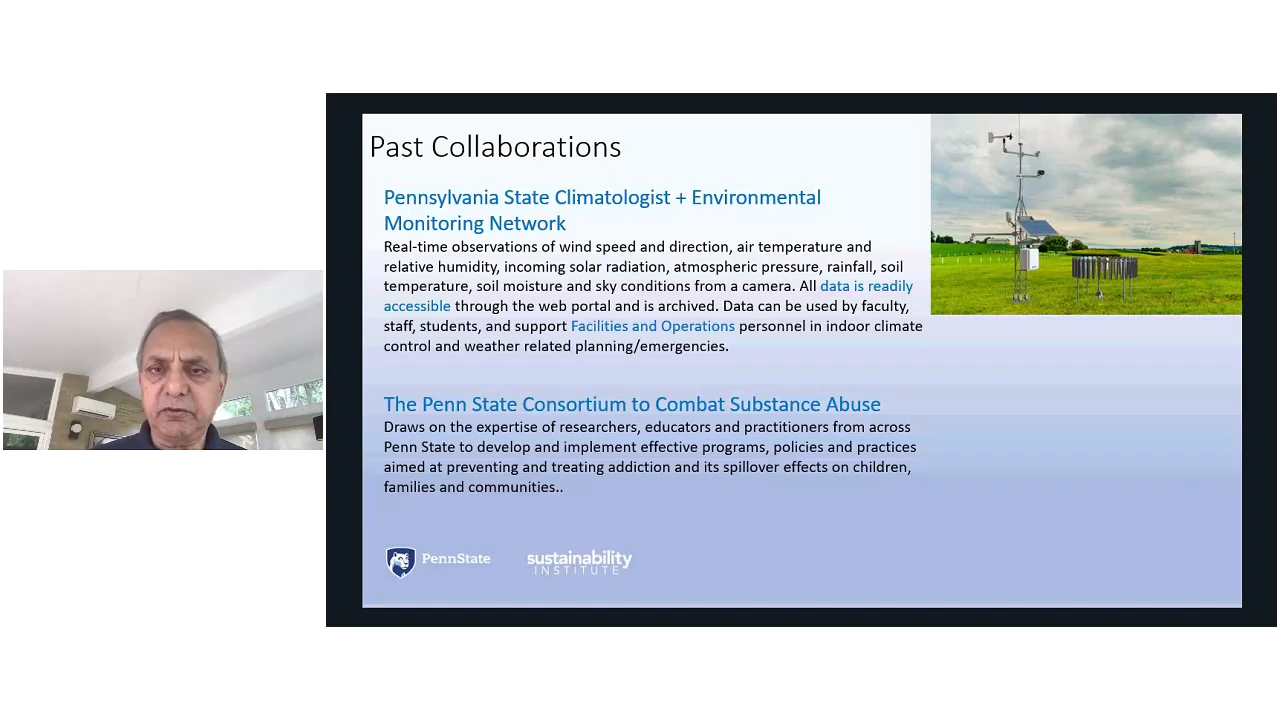 Past Collaborations
Pennsylvania State Climatologist + Environmental
Monitoring Network
Real-time observations of wind speed and direction, air temperature and
relative humidity, incoming solar radiation, atmospheric pressure, rainfall, soil
temperature, soil moisture and sky conditions from a camera. All data is readily
accessible through the web portal and is archived. Data can be used by faculty,
staff, students, and support Facilities and Operations personnel in indoor climate
control and weather related planning/emergencies.
The Penn State Consortium to Combat Substance Abuse
Draws on the expertise of researchers, educators and practitioners from across
Penn State to develop and implement effective programs, policies and practices
aimed at preventing and treating addiction and its spillover effects on children,
families and communities..
PennState
sustainability
INSTITUTE